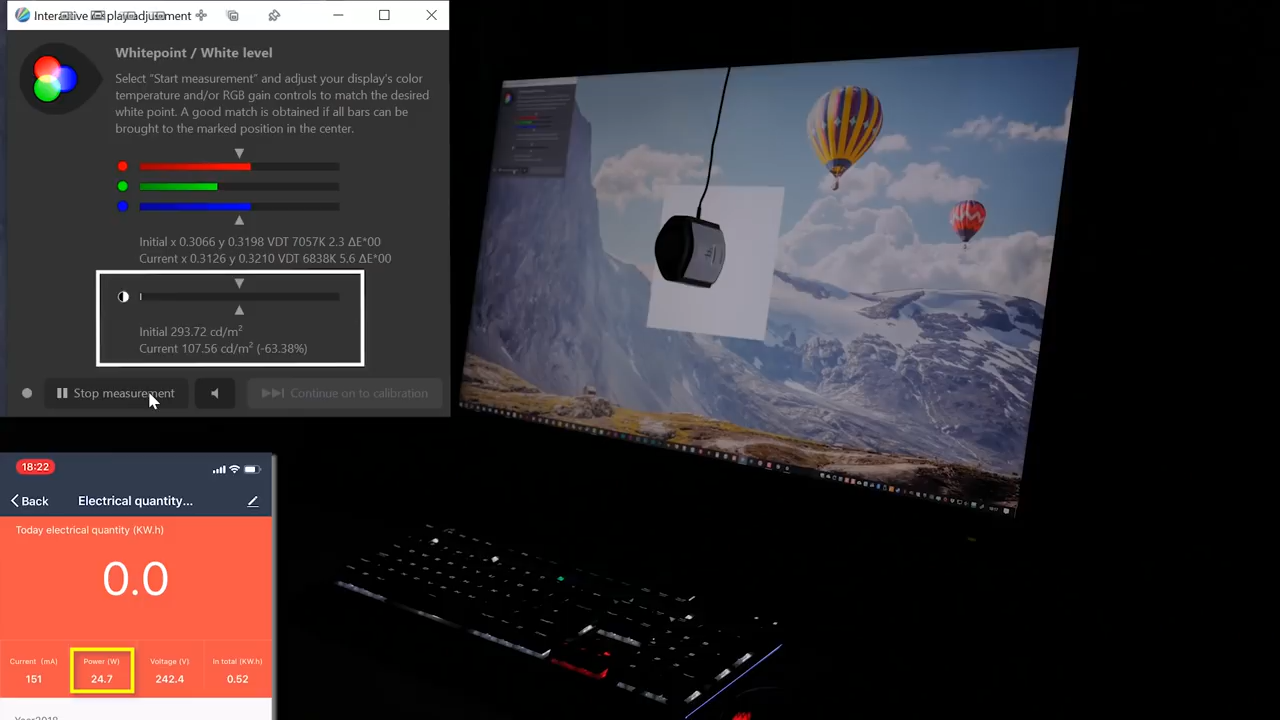 Interactive display adjustment
Whitepoint / White level
Select "Start measurement" and adjust your display's color
temperature and/or RGB gain controls to match the desired
white point. A good match is obtained if all bars can be
brought to the marked position in the center.
Initial x 0.3066 y 0.3198 VDT 7057K 2.3 ΔE*00
Current x 0.3126 y 0.3210 VDT 6838K 5.6 ΔE*00
Initial 293.72 cd/m²
Current 107.56 cd/m² (-63.38%)
Stop measurement
Continue on to calibration
18:22
Back
Electrical quantity...
Today electrical quantity (KW.h)
0.0
Current (mA) Power (W) Voltage (V) In total (KW.h)
151 24.7 242.4 0.52
Year2018